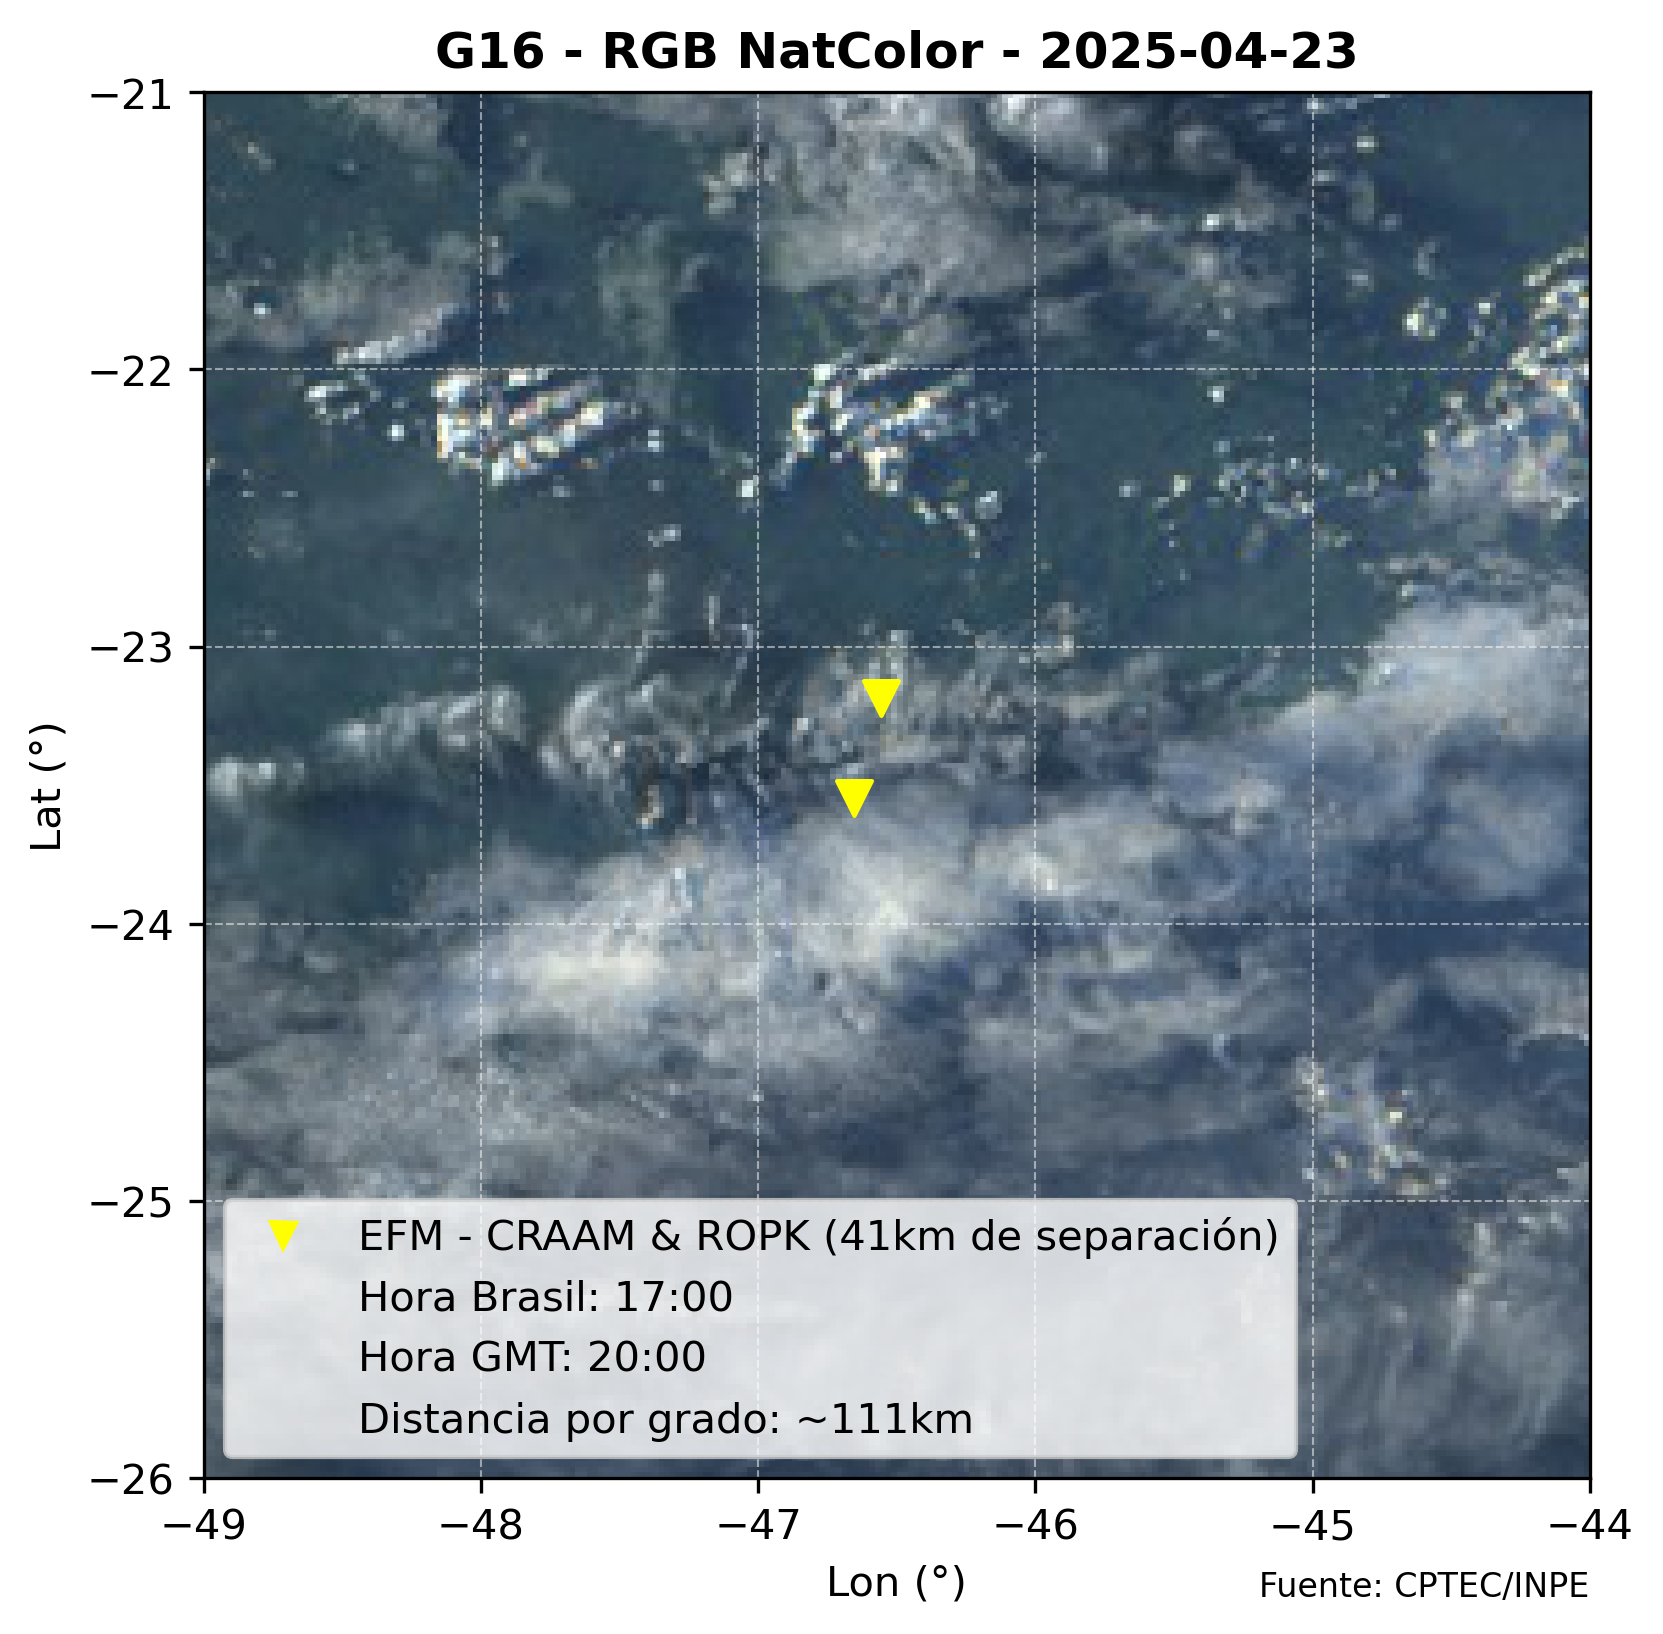 G16 - RGB NatColor - 2025-04-23
−21
−22
−23
−24
−25
−26
Lat (°)
EFM - CRAAM & ROPK (41km de separación)
Hora Brasil: 17:00
Hora GMT: 20:00
Distancia por grado: ~111km
−49 −48 −47 −46 −45 −44
Lon (°)
Fuente: CPTEC/INPE